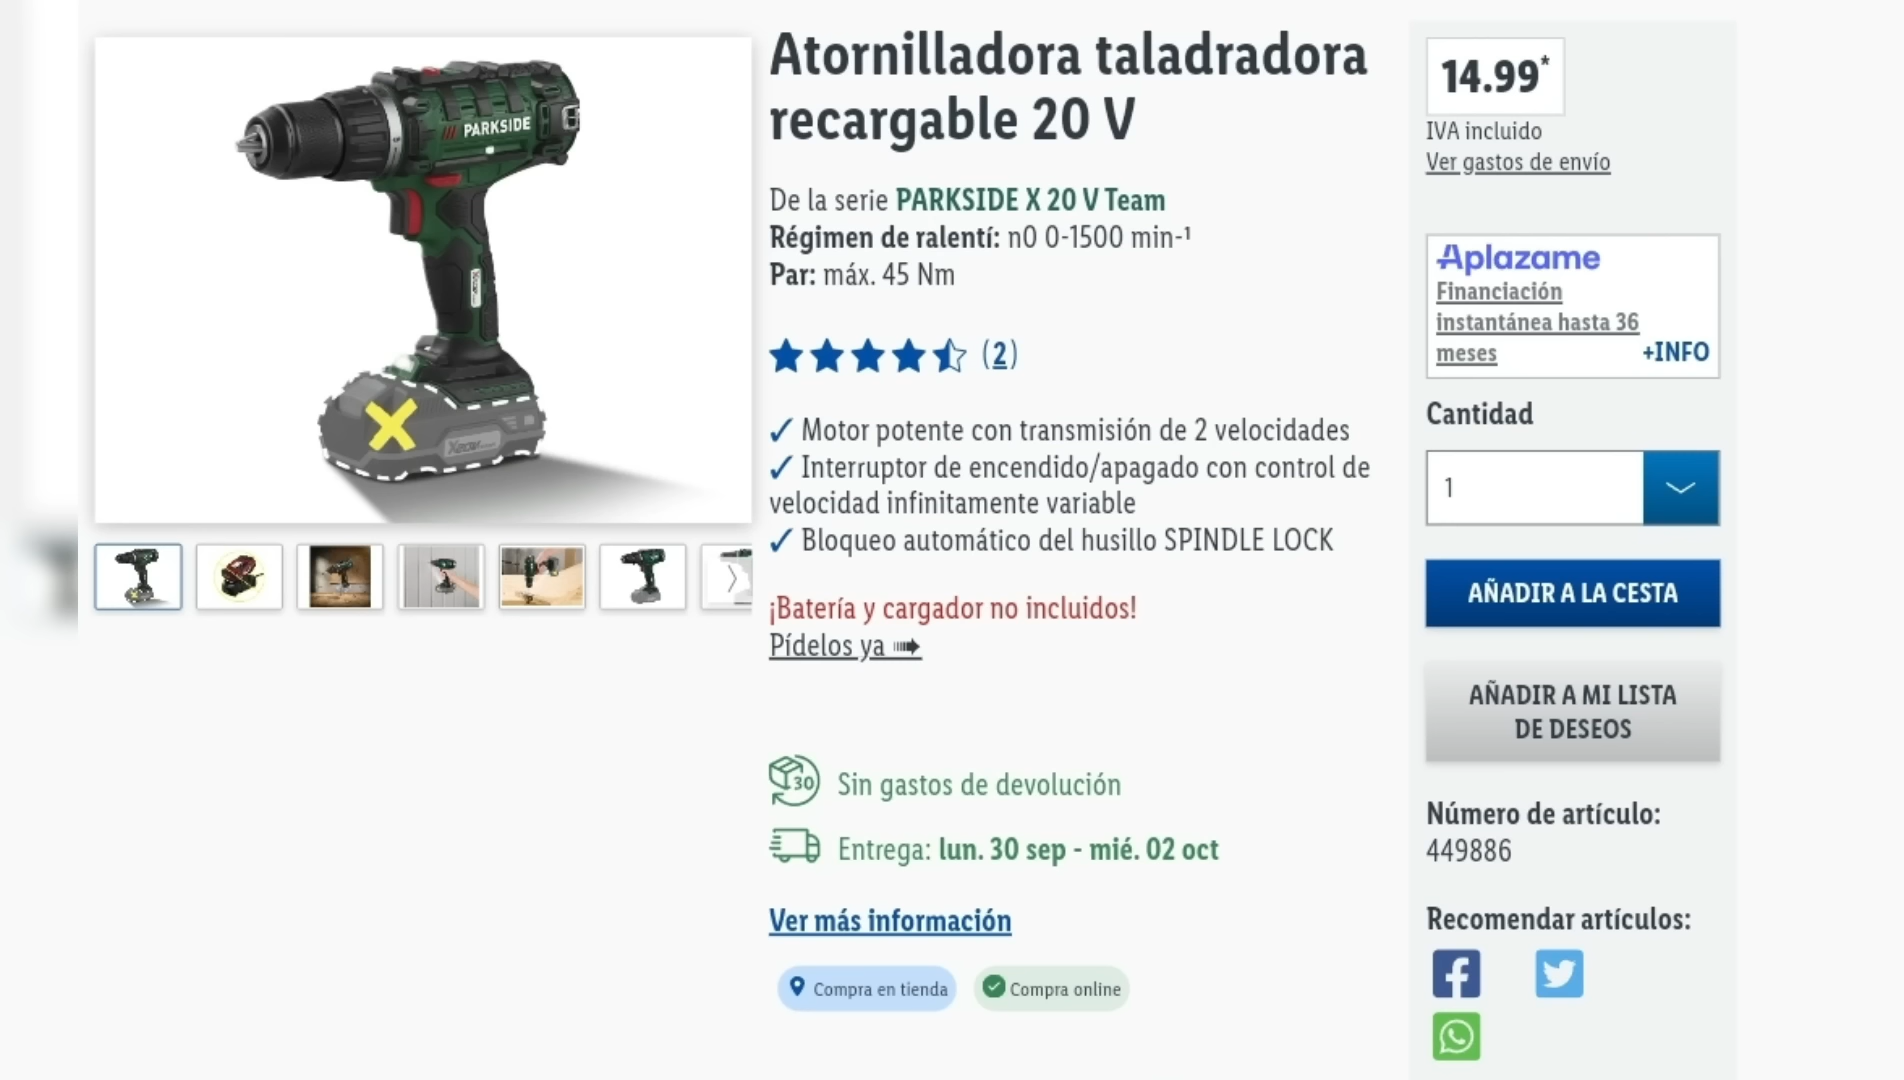 PARKSIDE
Atornilladora taladradora
recargable 20 V
De la serie PARKSIDE X 20 V Team
Régimen de ralentí: n0 0-1500 min-¹
Par: máx. 45 Nm
(2)
✓ Motor potente con transmisión de 2 velocidades
✓ Interruptor de encendido/apagado con control de
velocidad infinitamente variable
✓ Bloqueo automático del husillo SPINDLE LOCK
¡Batería y cargador no incluidos!
Pídelos ya ➠
30
Sin gastos de devolución
Entrega: lun. 30 sep - mié. 02 oct
Ver más información
Compra en tienda
Compra online
14.99*
IVA incluido
Ver gastos de envío
Aplazame
Financiación
instantánea hasta 36
meses
+INFO
Cantidad
1
AÑADIR A LA CESTA
AÑADIR A MI LISTA
DE DESEOS
Número de artículo:
449886
Recomendar artículos: